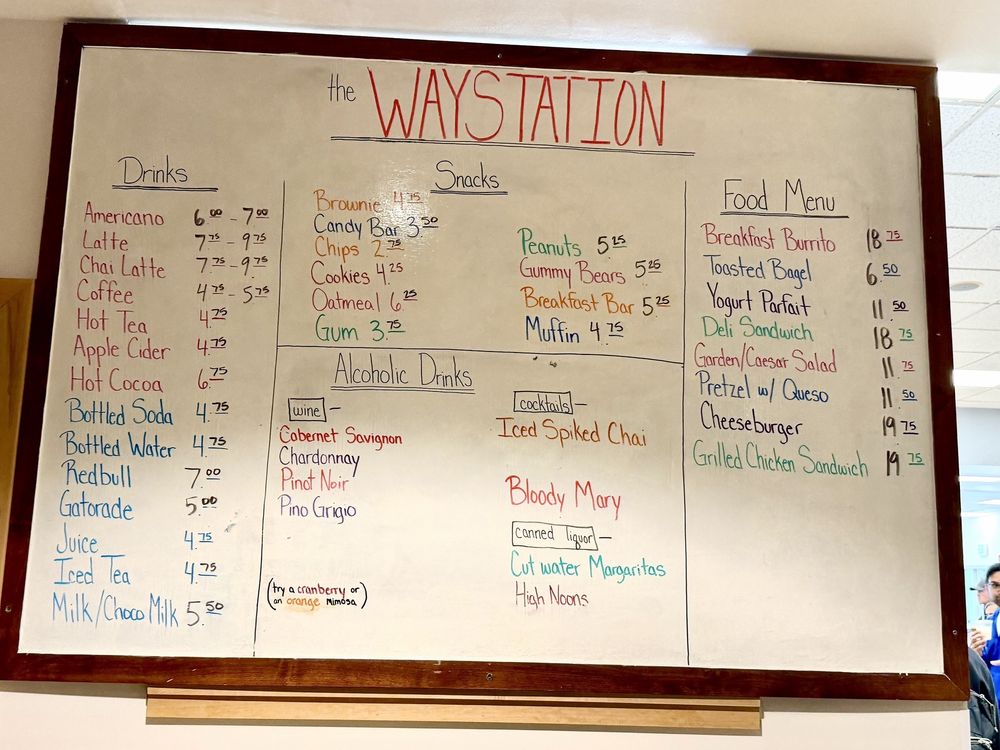 the WAYSTATION
Drinks
Americano 6.00 - 7.00
Latte 7.75 - 9.75
Chai Latte 7.75 - 9.75
Coffee 4.75 - 5.75
Hot Tea 4.75
Apple Cider 4.75
Hot Cocoa 6.75
Bottled Soda 4.75
Bottled Water 4.75
Redbull 7.00
Gatorade 5.00
Juice 4.75
Iced Tea 4.75
Milk/Choco Milk 5.50
Snacks
Brownie 4.75
Candy Bar 3.50
Chips 2.75
Cookies 4.25
Oatmeal 6.25
Gum 3.75
Peanuts 5.25
Gummy Bears 5.25
Breakfast Bar 5.25
Muffin 4.75
Alcoholic Drinks
wine -
Cabernet Savignon
Chardonnay
Pinot Noir
Pino Grigio
(try a cranberry or
an orange Mimosa)
cocktails -
Iced Spiked Chai
Bloody Mary
canned liquor -
Cut water Margaritas
High Noons
Food Menu
Breakfast Burrito 18.75
Toasted Bagel 6.50
Yogurt Parfait 11.50
Deli Sandwich 18.75
Garden/Caesar Salad 11.75
Pretzel w/ Queso 11.50
Cheeseburger 19.75
Grilled Chicken Sandwich 19.75